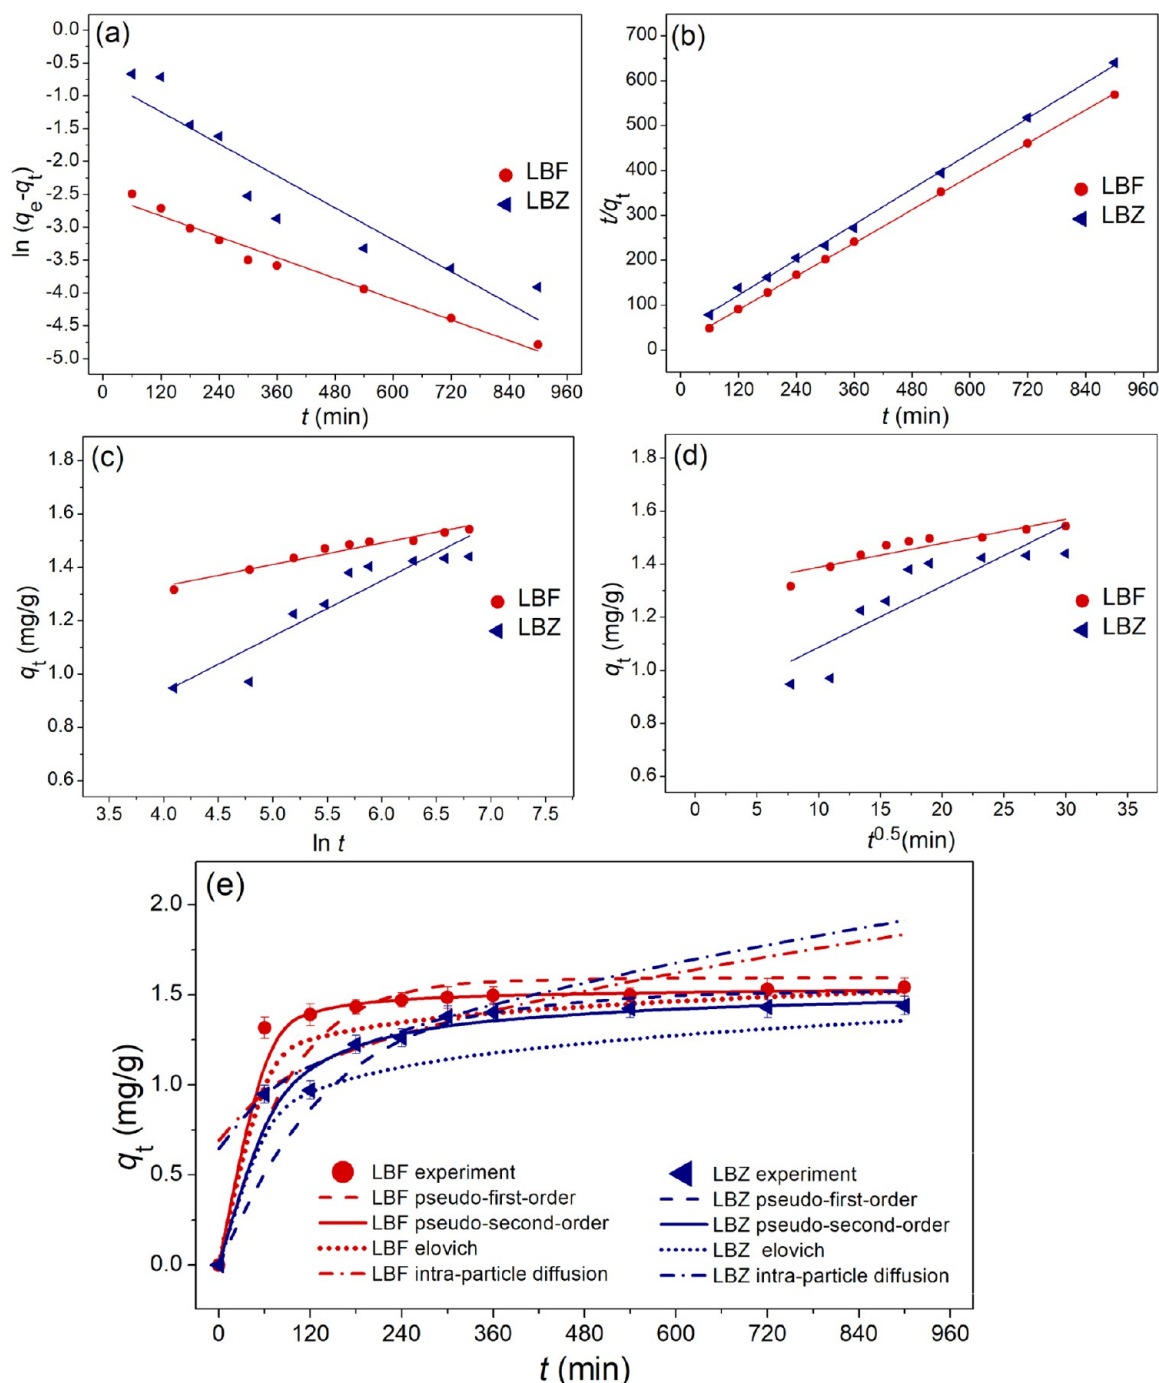 (a)
0.0
-0.5
-1.0
-1.5
-2.0
-2.5
-3.0
-3.5
-4.0
-4.5
-5.0
ln (qe-qt)
LBF
LBZ
0 120 240 360 480 600 720 840 960
t (min)
(b)
700
600
500
400
300
200
100
0
t/qt
LBF
LBZ
0 120 240 360 480 600 720 840 960
t (min)
(c)
1.8
1.6
1.4
1.2
1.0
0.8
0.6
qt (mg/g)
LBF
LBZ
3.5 4.0 4.5 5.0 5.5 6.0 6.5 7.0 7.5
ln t
(d)
1.8
1.6
1.4
1.2
1.0
0.8
0.6
qt (mg/g)
LBF
LBZ
0 5 10 15 20 25 30 35
t0.5(min)
(e)
2.0
1.5
1.0
0.5
0.0
qt (mg/g)
LBF experiment
LBF pseudo-first-order
LBF pseudo-second-order
LBF elovich
LBF intra-particle diffusion
LBZ experiment
LBZ pseudo-first-order
LBZ pseudo-second-order
LBZ elovich
LBZ intra-particle diffusion
0 120 240 360 480 600 720 840 960
t (min)